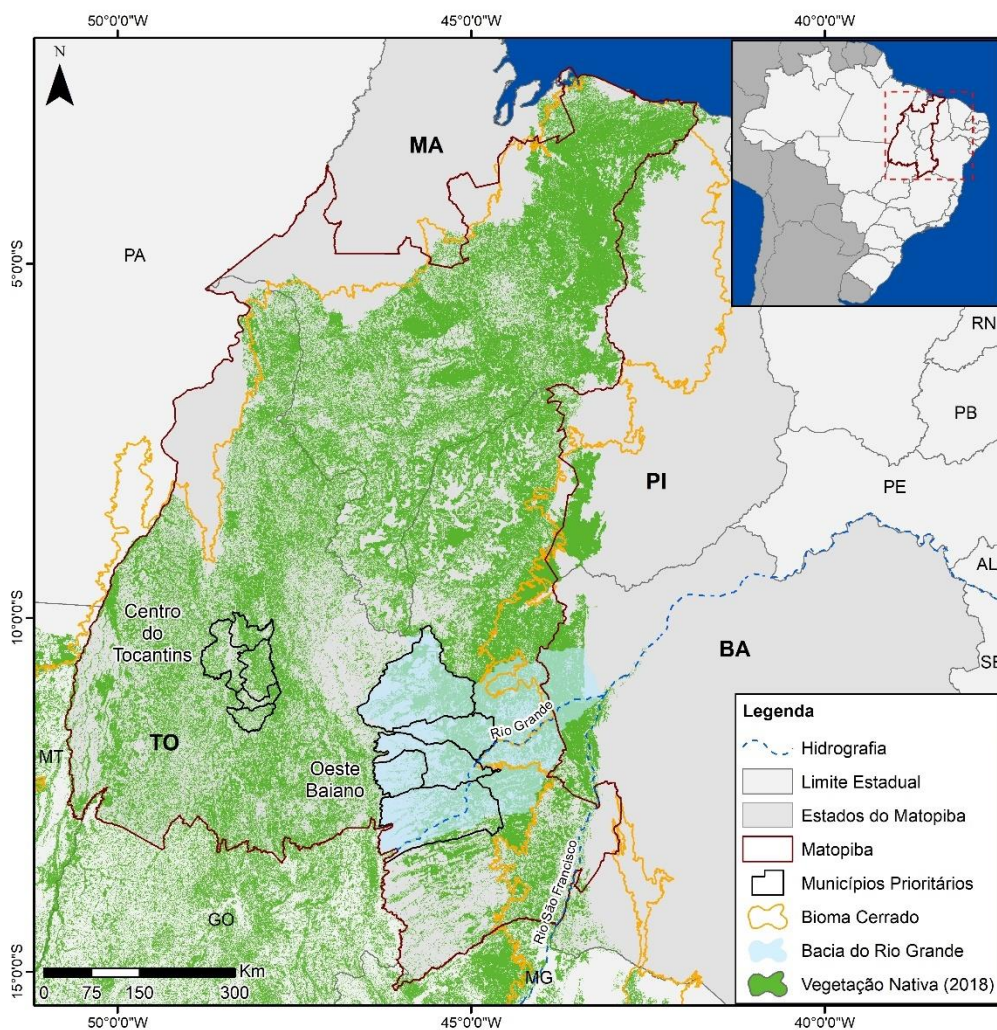 50°0'0"W 45°0'0"W 40°0'0"W
N
MA
PA
5°0'0"S
RN
PB
PE
PI
AL
10°0'0"S
Centro
do
Tocantins
BA
SE
Rio Grande
MT
TO
Oeste
Baiano
Rio São Francisco
GO
MG
15°0'0"S
Km
0 75 150 300
50°0'0"W 45°0'0"W 40°0'0"W
Legenda
Hidrografia
Limite Estadual
Estados do Matopiba
Matopiba
Municípios Prioritários
Bioma Cerrado
Bacia do Rio Grande
Vegetação Nativa (2018)